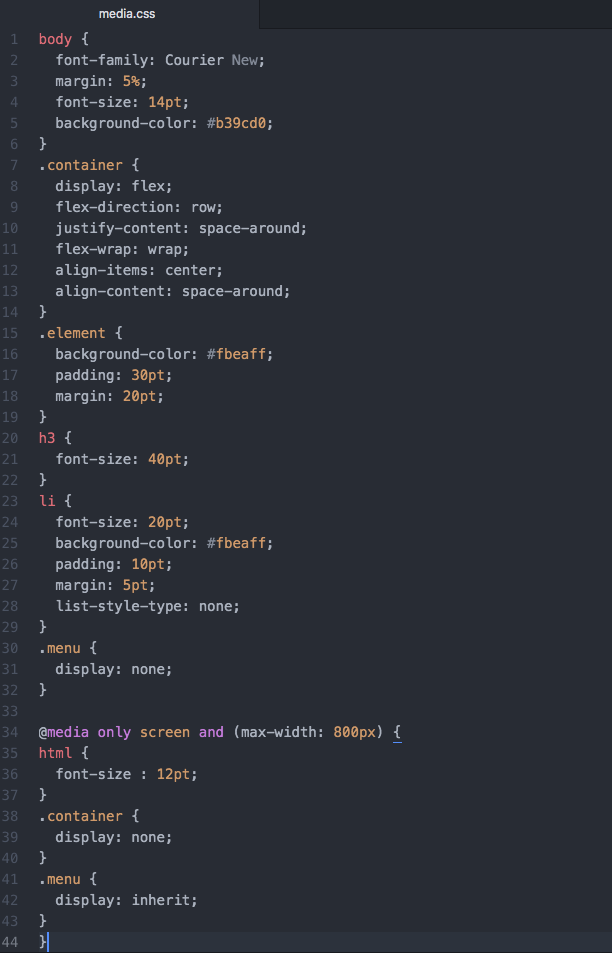 media.css
1 body {
2   font-family: Courier New;
3   margin: 5%;
4   font-size: 14pt;
5   background-color: #b39cd0;
6 }
7 .container {
8   display: flex;
9   flex-direction: row;
10   justify-content: space-around;
11   flex-wrap: wrap;
12   align-items: center;
13   align-content: space-around;
14 }
15 .element {
16   background-color: #fbeaff;
17   padding: 30pt;
18   margin: 20pt;
19 }
20 h3 {
21   font-size: 40pt;
22 }
23 li {
24   font-size: 20pt;
25   background-color: #fbeaff;
26   padding: 10pt;
27   margin: 5pt;
28   list-style-type: none;
29 }
30 .menu {
31   display: none;
32 }
33
34 @media only screen and (max-width: 800px) {
35 html {
36   font-size : 12pt;
37 }
38 .container {
39   display: none;
40 }
41 .menu {
42   display: inherit;
43 }
44 }